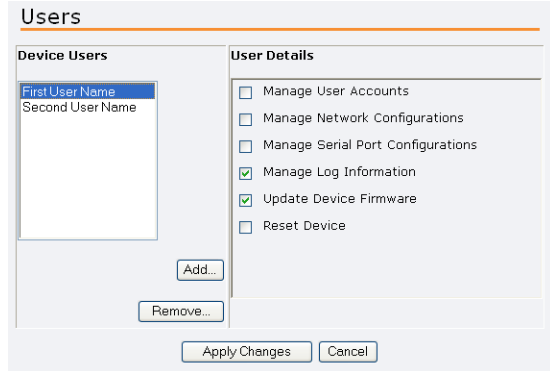 Users
Device Users
User Details
First User Name
Second User Name
Manage User Accounts
Manage Network Configurations
Manage Serial Port Configurations
Manage Log Information
Update Device Firmware
Reset Device
Add...
Remove...
Apply Changes
Cancel